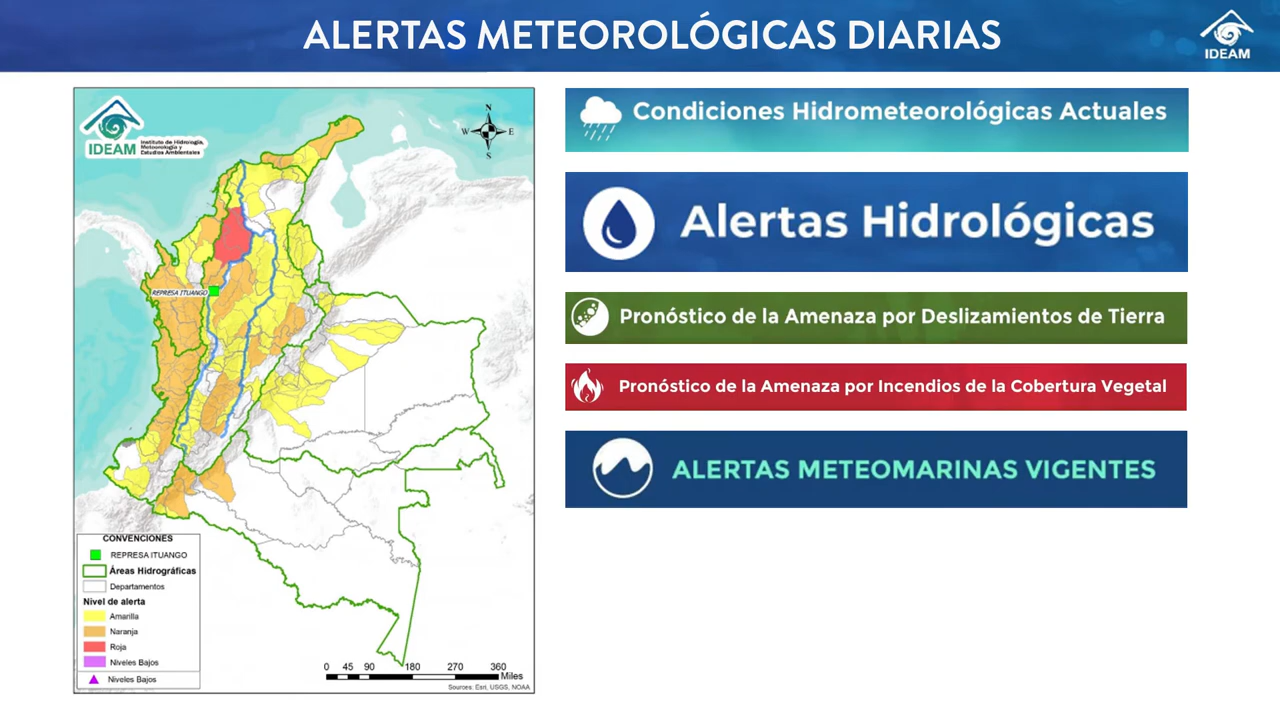 ALERTAS METEOROLÓGICAS DIARIAS
IDEAM
IDEAM
Instituto de Hidrología,
Meteorología y
Estudios Ambientales
N
W E
S
REPRESA ITUANGO
CONVENCIONES
REPRESA ITUANGO
Áreas Hidrográficas
Departamentos
Nivel de alerta
Amarilla
Naranja
Roja
Niveles Bajos
Niveles Bajos
0 45 90 180 270 360
Miles
Sources: Esri, USGS, NOAA
Condiciones Hidrometeorológicas Actuales
Alertas Hidrológicas
Pronóstico de la Amenaza por Deslizamientos de Tierra
Pronóstico de la Amenaza por Incendios de la Cobertura Vegetal
ALERTAS METEOMARINAS VIGENTES